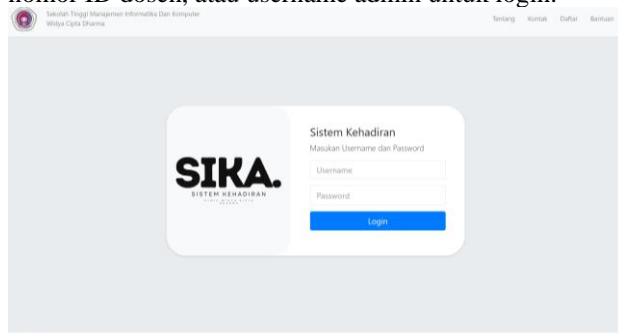 nomor ID dosen, atau username admin untuk login.
Sekolah Tinggi Manajemen Informatika Dan Komputer
Widya Cipta Dharma
Tentang Kontak Daftar Bantuan
SIKA.
SISTEM KEHADIRAN
Sistem Kehadiran
Masukan Username dan Password
Username
Password
Login